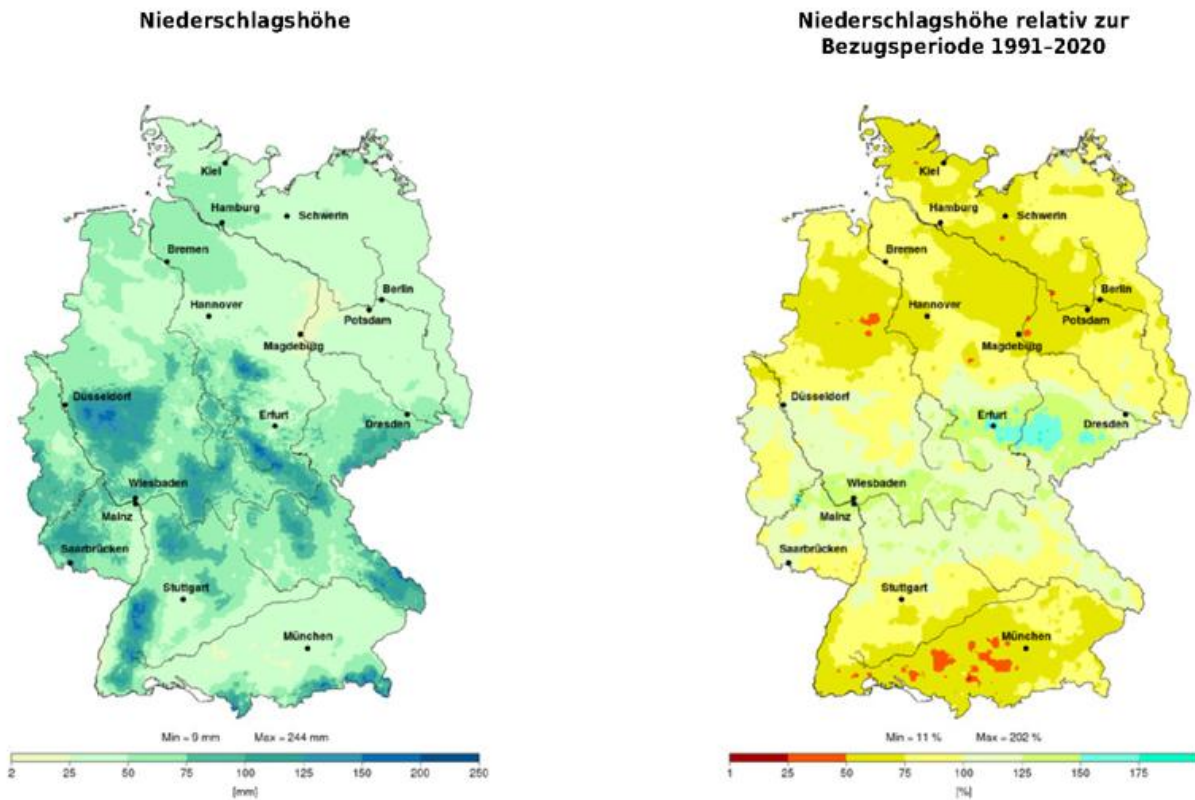 Niederschlagshöhe
Kiel
Hamburg
Schwerin
Bremen
Berlin
Hannover
Potsdam
Magdeburg
Düsseldorf
Erfurt
Dresden
Wiesbaden
Mainz
Saarbrücken
Stuttgart
München
Min = 9 mm Max = 244 mm
2 25 50 75 100 125 150 200 250
[mm]
Niederschlagshöhe relativ zur
Bezugsperiode 1991–2020
Kiel
Hamburg
Schwerin
Bremen
Berlin
Hannover
Potsdam
Magdeburg
Düsseldorf
Erfurt
Dresden
Wiesbaden
Mainz
Saarbrücken
Stuttgart
München
Min = 11 % Max = 202 %
1 25 50 75 100 125 150 175
[%]